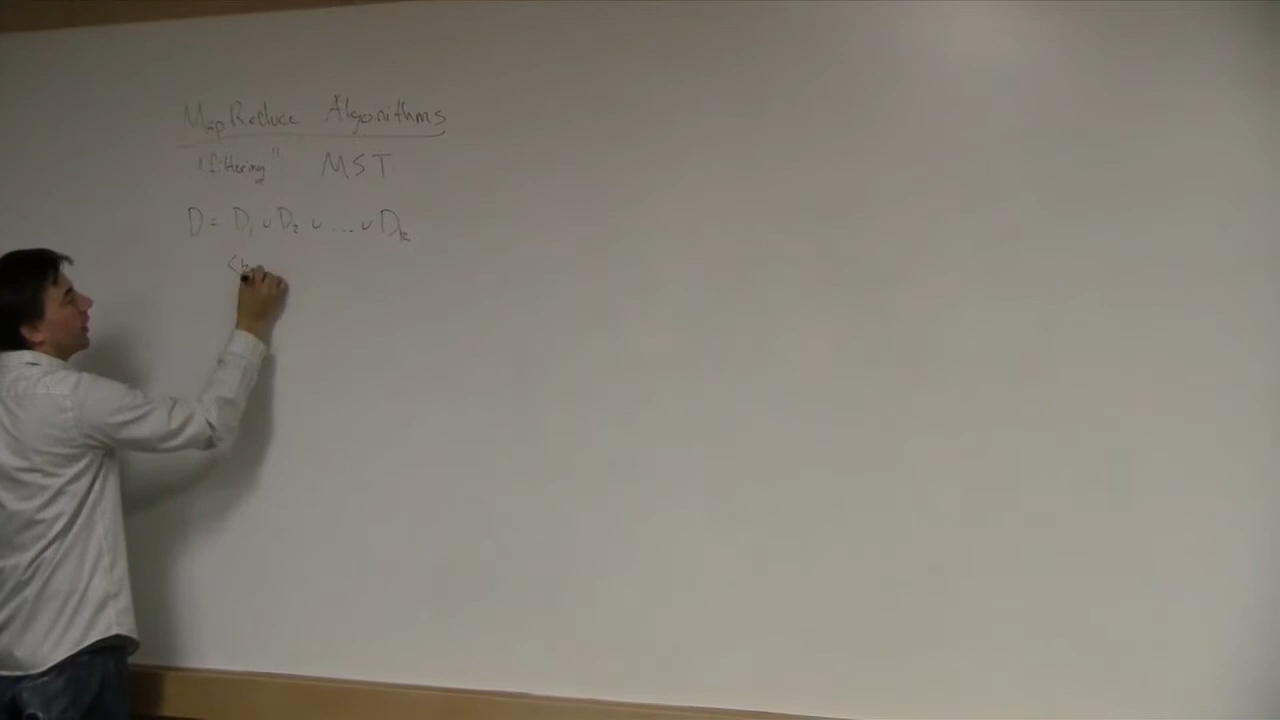 MapReduce Algorithms
"filtering" MST
D = D₁ ∪ D₂ ∪ ... ∪ Dₖ
<k